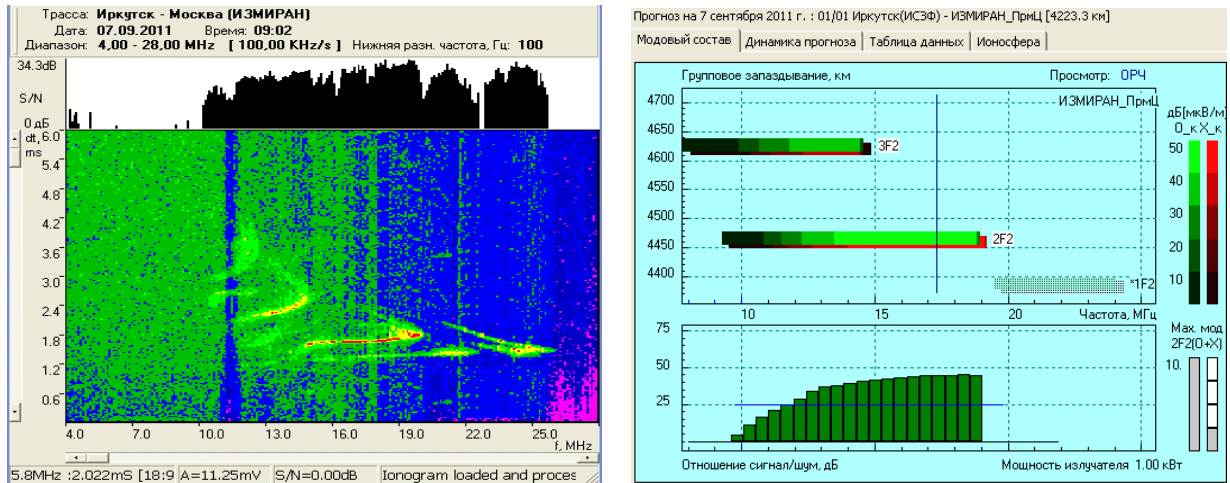 Трасса: Иркутск - Москва (ИЗМИРАН)
Дата: 07.09.2011 Время: 09:02
Диапазон: 4,00 - 28,00 MHz [ 100,00 KHz/s ] Нижняя разн. частота, Гц: 100
34.3dB
S/N
0 дБ
dt, 6.0
ms
5.4
4.8
4.2
3.6
3.0
2.4
1.8
1.2
0.6
4.0 7.0 10.0 13.0 16.0 19.0 22.0 25.0
f, MHz
5.8MHz :2.022mS [18:9 A=11.25mV S/N=0.00dB Ionogram loaded and proces
Прогноз на 7 сентября 2011 г. : 01/01 Иркутск(ИСЗФ) - ИЗМИРАН_ПрмЦ [4223.3 км]
Модовый состав Динамика прогноза Таблица данных Ионосфера
Групповое запаздывание, км Просмотр: ОРЧ
4700
ИЗМИРАН_ПрмЦ
4650
4600
4550
4500
4450
4400
3F2
2F2
*1F2
10 15 20 Частота, МГц
дБ[мкВ/м]
О_к Х_к
50
40
30
20
10
75
50
25
Max. мод
2F2(O+X)
10.
Отношение сигнал/шум, дБ Мощность излучателя 1.00 кВт